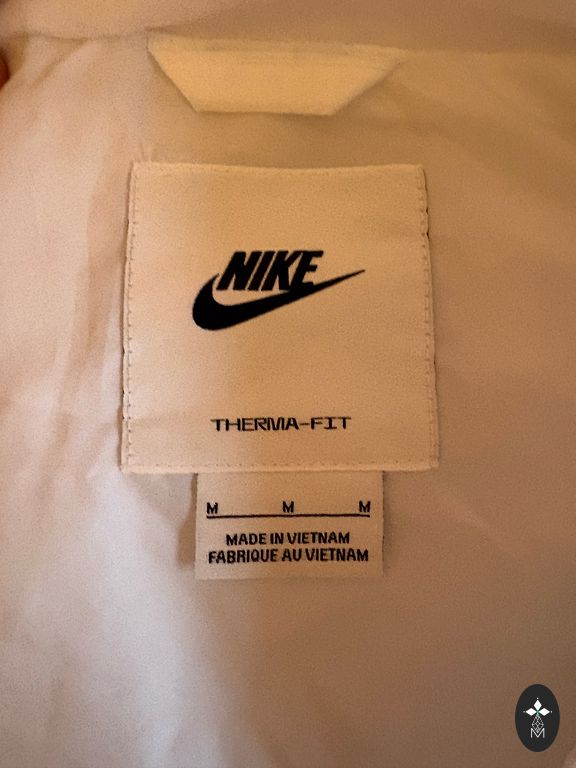 NIKE
THERMA-FIT
M M M
MADE IN VIETNAM
FABRIQUE AU VIETNAM
M